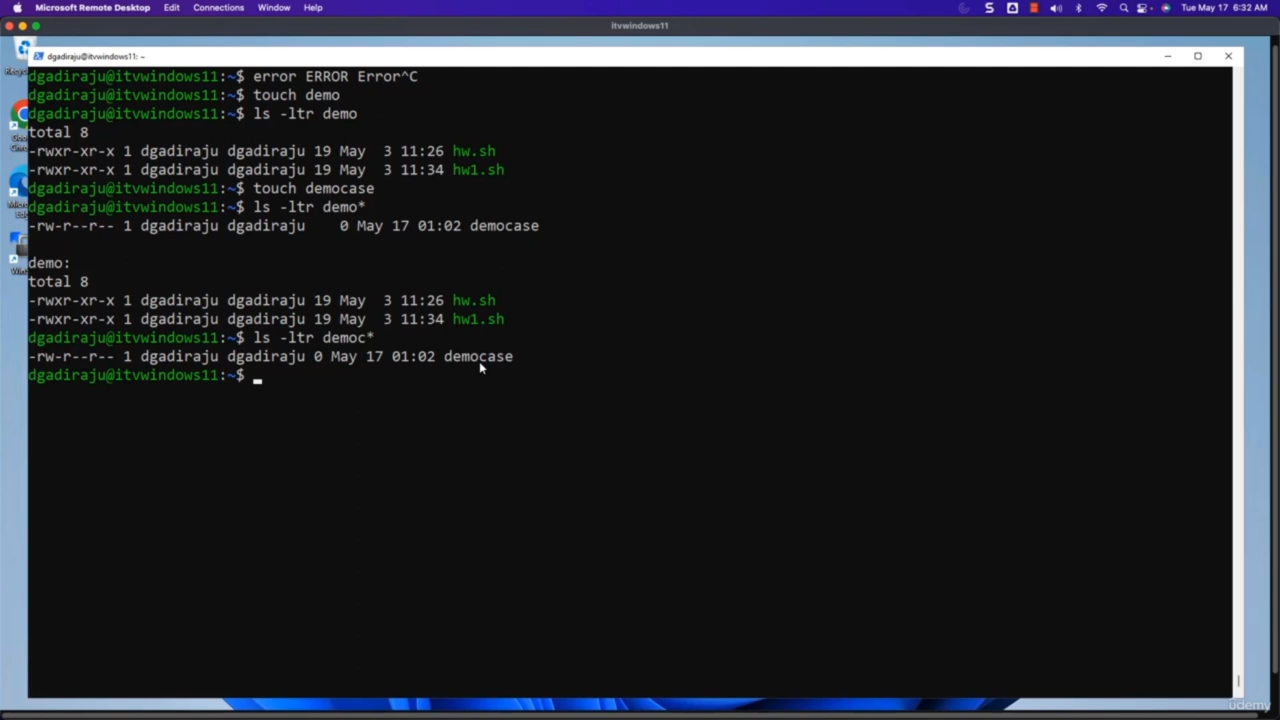 Microsoft Remote Desktop Edit Connections Window Help Tue May 17 6:32 AM
itvwindows11
dgadiraju@itvwindows11: ~
dgadiraju@itvwindows11:~$ error ERROR Error^C
dgadiraju@itvwindows11:~$ touch demo
dgadiraju@itvwindows11:~$ ls -ltr demo
total 8
-rwxr-xr-x 1 dgadiraju dgadiraju 19 May  3 11:26 hw.sh
-rwxr-xr-x 1 dgadiraju dgadiraju 19 May  3 11:34 hw1.sh
dgadiraju@itvwindows11:~$ touch democase
dgadiraju@itvwindows11:~$ ls -ltr demo*
-rw-r--r-- 1 dgadiraju dgadiraju    0 May 17 01:02 democase
demo:
total 8
-rwxr-xr-x 1 dgadiraju dgadiraju 19 May  3 11:26 hw.sh
-rwxr-xr-x 1 dgadiraju dgadiraju 19 May  3 11:34 hw1.sh
dgadiraju@itvwindows11:~$ ls -ltr democ*
-rw-r--r-- 1 dgadiraju dgadiraju 0 May 17 01:02 democase
dgadiraju@itvwindows11:~$
udemy